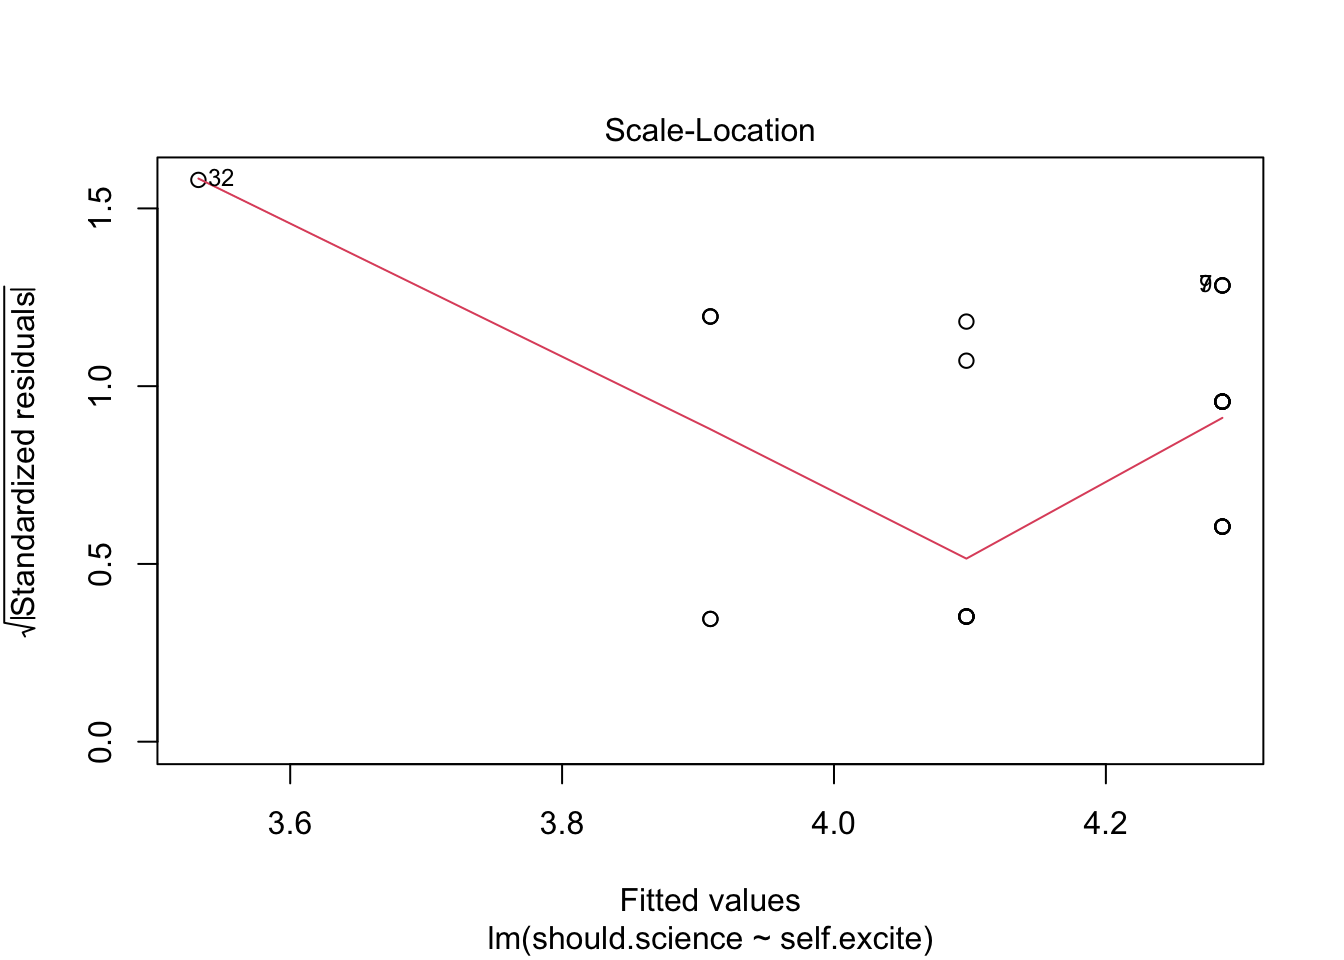 Scale-Location
√|Standardized residuals|
1.5
1.0
0.5
0.0
32
3.6
3.8
4.0
4.2
Fitted values
lm(should.science ~ self.excite)